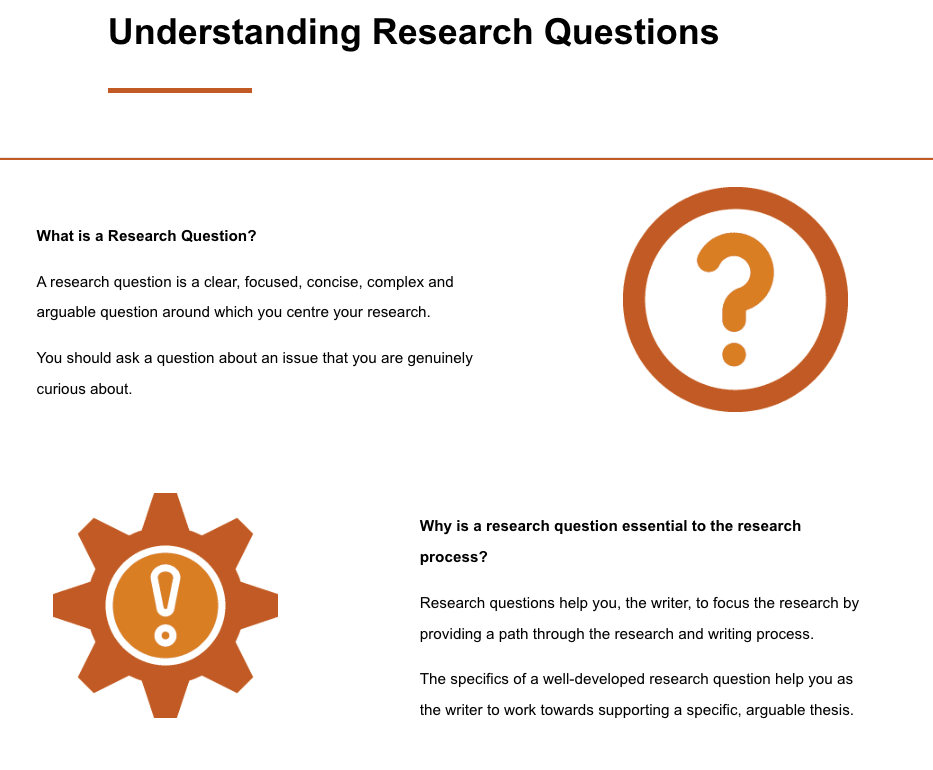 Understanding Research Questions
What is a Research Question?
A research question is a clear, focused, concise, complex and
arguable question around which you centre your research.
You should ask a question about an issue that you are genuinely
curious about.
Why is a research question essential to the research
process?
Research questions help you, the writer, to focus the research by
providing a path through the research and writing process.
The specifics of a well-developed research question help you as
the writer to work towards supporting a specific, arguable thesis.